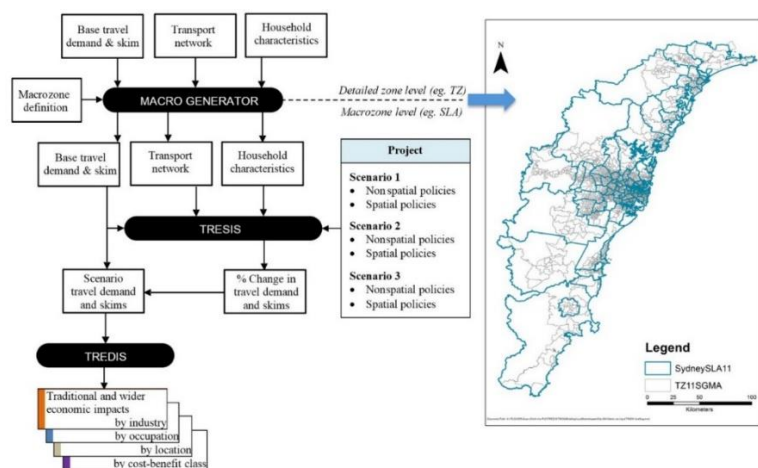 Base travel
demand & skim
Transport
network
Household
characteristics
Macrozone
definition
MACRO GENERATOR
Detailed zone level (eg. TZ)
Macrozone level (eg. SLA)
Base travel
demand & skim
Transport
network
Household
characteristics
Project
Scenario 1
• Nonspatial policies
• Spatial policies
Scenario 2
• Nonspatial policies
• Spatial policies
Scenario 3
• Nonspatial policies
• Spatial policies
TRESIS
Scenario
travel demand
and skims
% Change in
travel demand
and skims
TREDIS
Traditional and wider
economic impacts
by industry
by occupation
by location
by cost-benefit class
N
Legend
SydneySLA11
TZ11SGMA
0 25 50 100
Kilometers